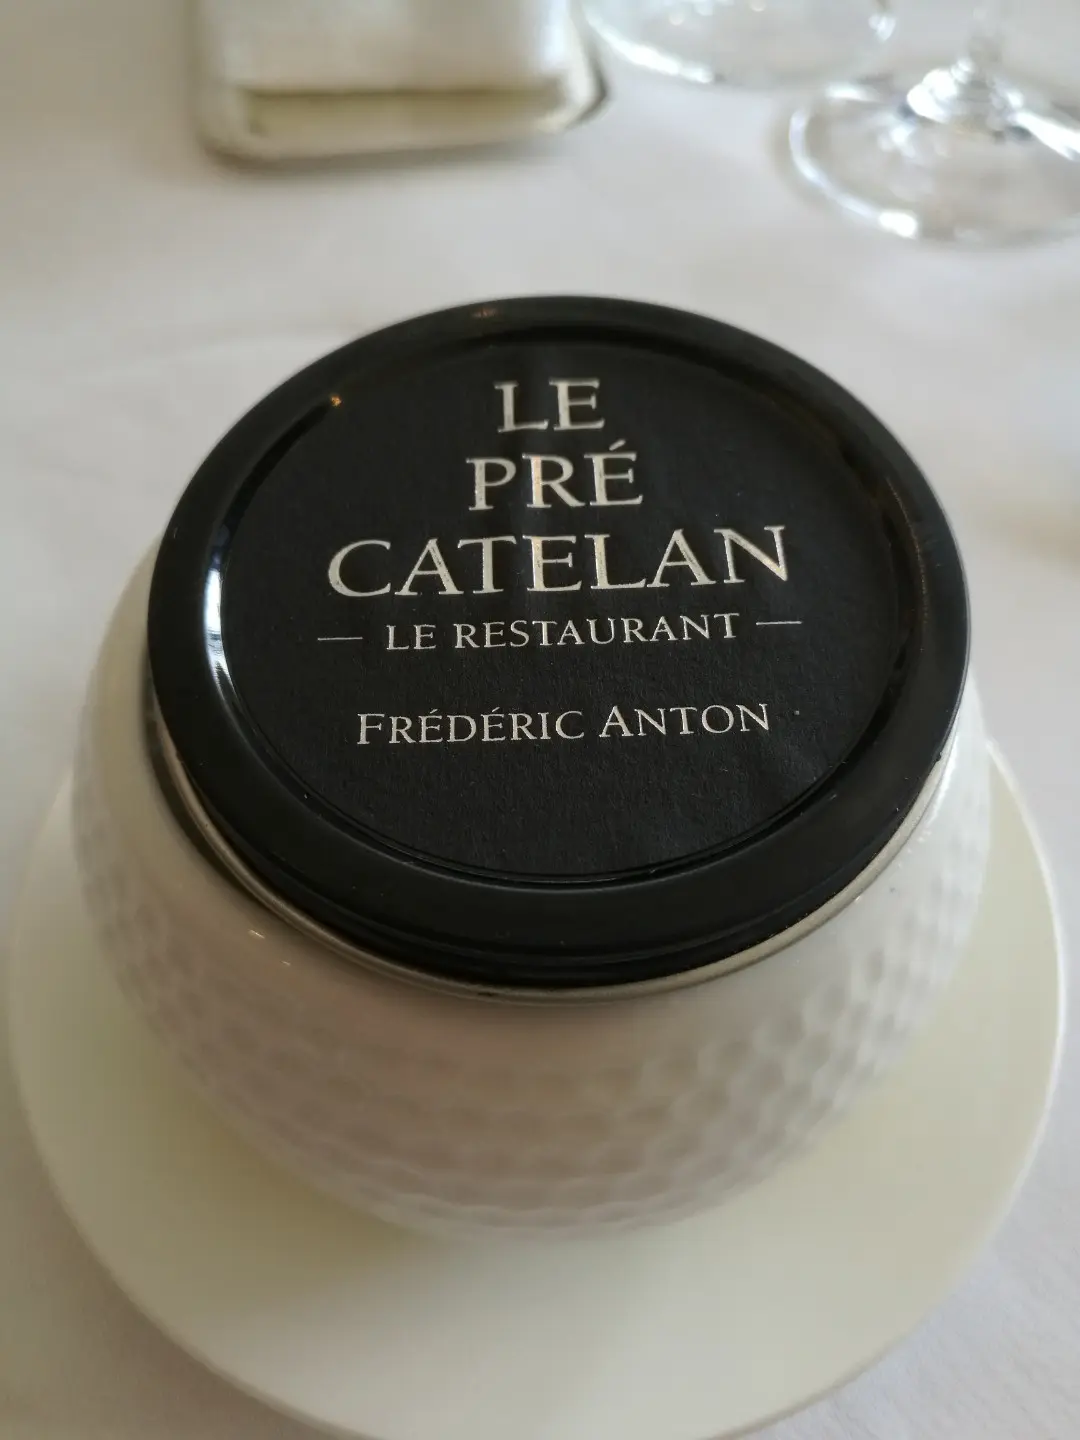 LE
PRÉ
CATELAN
— LE RESTAURANT —
FRÉDÉRIC ANTON